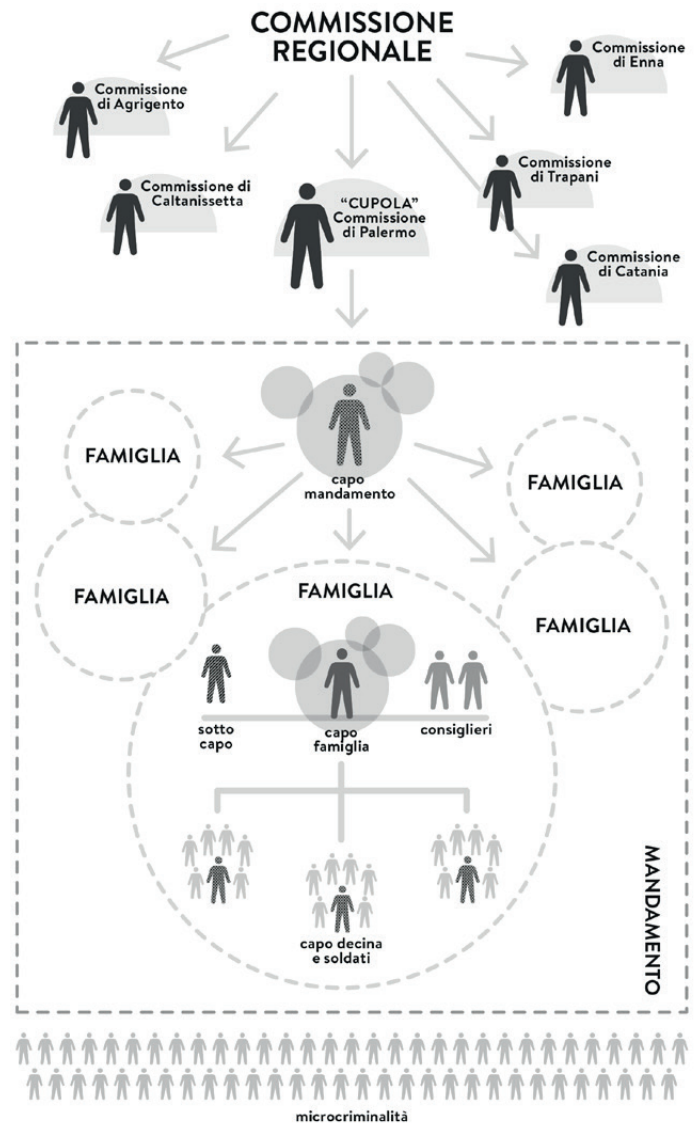 COMMISSIONE
REGIONALE
Commissione
di Agrigento
Commissione
di Enna
Commissione di
Caltanissetta
“CUPOLA”
Commissione
di Palermo
Commissione
di Trapani
Commissione
di Catania
capo
mandamento
FAMIGLIA
FAMIGLIA
FAMIGLIA
FAMIGLIA
FAMIGLIA
sotto
capo
capo
famiglia
consiglieri
capo decina
e soldati
MANDAMENTO
microcriminalità